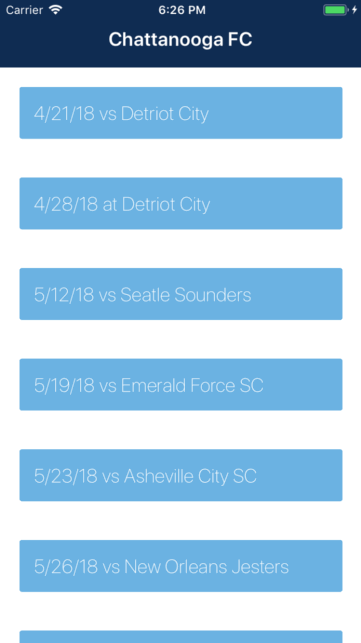 Carrier 6:26 PM
Chattanooga FC
4/21/18 vs Detriot City
4/28/18 at Detriot City
5/12/18 vs Seatle Sounders
5/19/18 vs Emerald Force SC
5/23/18 vs Asheville City SC
5/26/18 vs New Orleans Jesters